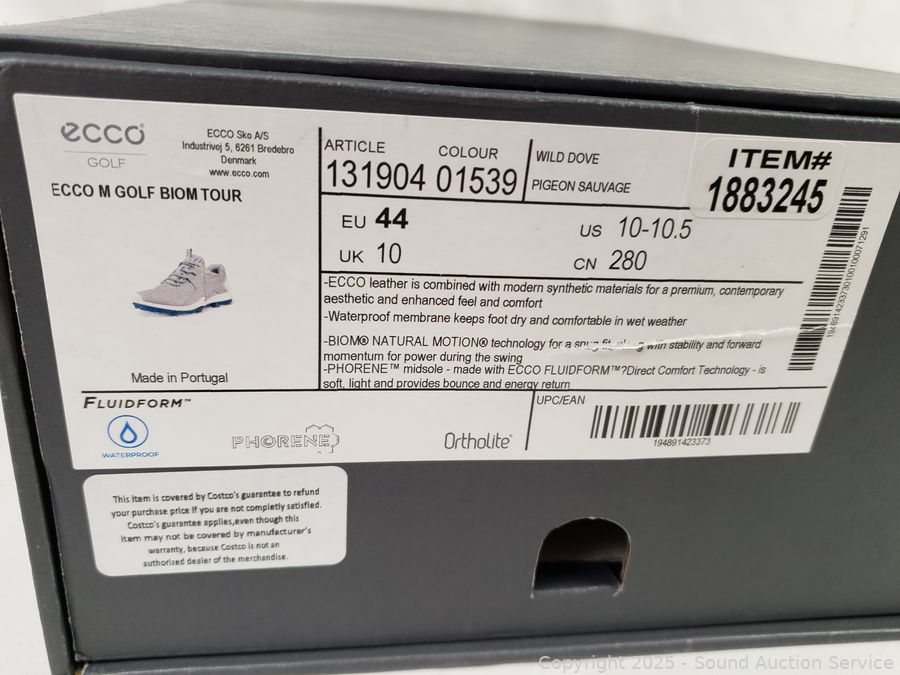 ecco
GOLF
ECCO Sko A/S
Industrivej 5, 6261 Bredebro
Denmark
www.ecco.com
ECCO M GOLF BIOM TOUR
Made in Portugal
ARTICLE COLOUR
131904 01539
WILD DOVE
PIGEON SAUVAGE
ITEM#
1883245
EU 44
US 10-10.5
UK 10
CN 280
-ECCO leather is combined with modern synthetic materials for a premium, contemporary
aesthetic and enhanced feel and comfort
-Waterproof membrane keeps foot dry and comfortable in wet weather
-BIOM® NATURAL MOTION® technology for a snug fit, along with stability and forward
momentum for power during the swing
-PHORENE™ midsole - made with ECCO FLUIDFORM™?Direct Comfort Technology - is
soft, light and provides bounce and energy return
FLUIDFORM™
WATERPROOF
PHORENE
Ortholite®
UPC/EAN
194891423373
This item is covered by Costco's guarantee to refund
your purchase price if you are not completly satisfied.
Costco's guarantee applies,even though this
item may not be covered by manufacturer's
warranty, because Costco is not an
authorized dealer of the merchandise.
Copyright 2025 - Sound Auction Service